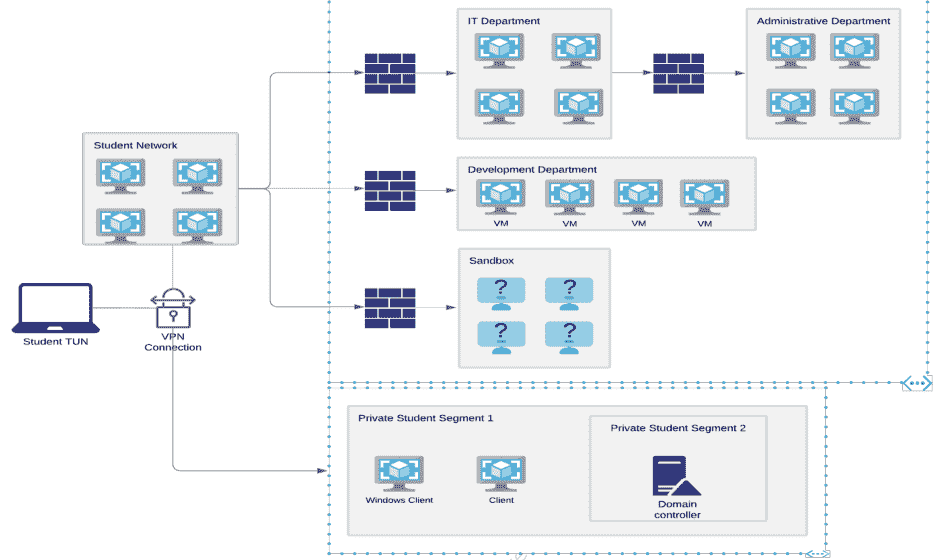 IT Department
Administrative Department
Student Network
Development Department
VM
VM
VM
VM
Sandbox
?
?
?
?
Student TUN
VPN
Connection
Private Student Segment 1
Private Student Segment 2
Windows Client
Client
Domain
controller